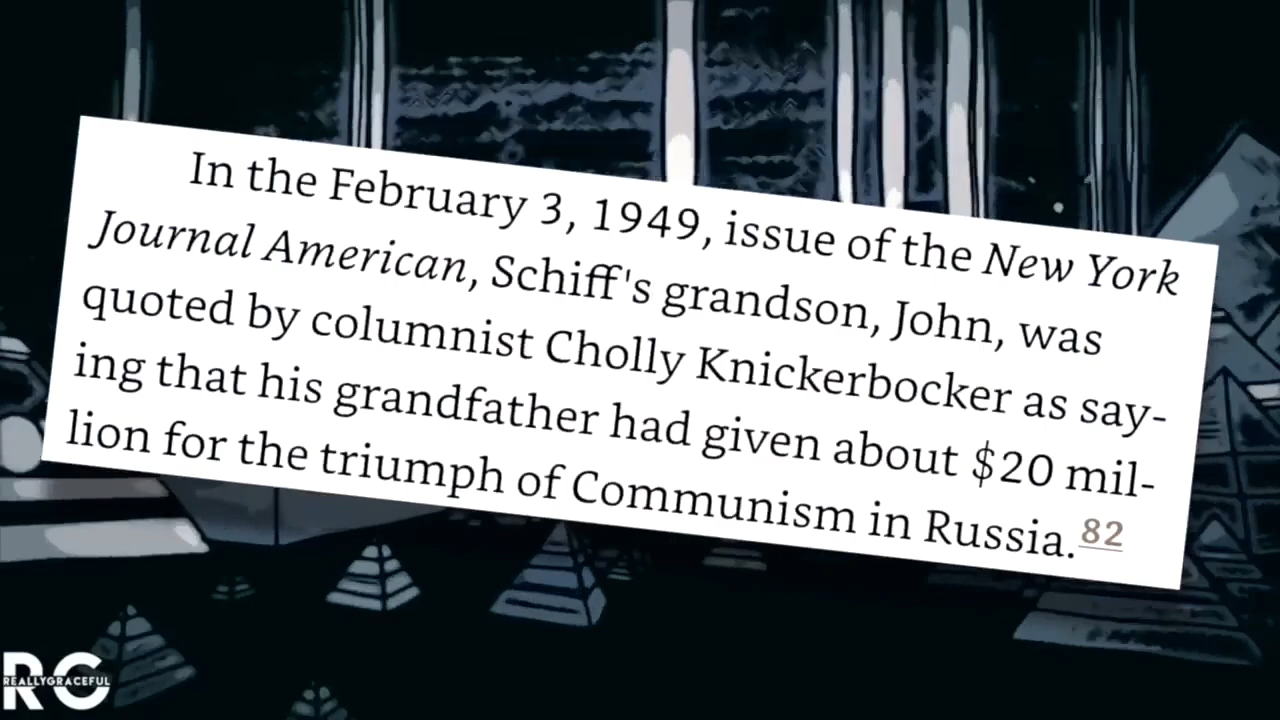 In the February 3, 1949, issue of the New York
Journal American, Schiff's grandson, John, was
quoted by columnist Cholly Knickerbocker as say-
ing that his grandfather had given about $20 mil-
lion for the triumph of Communism in Russia.82
RG
REALLYGRACEFUL